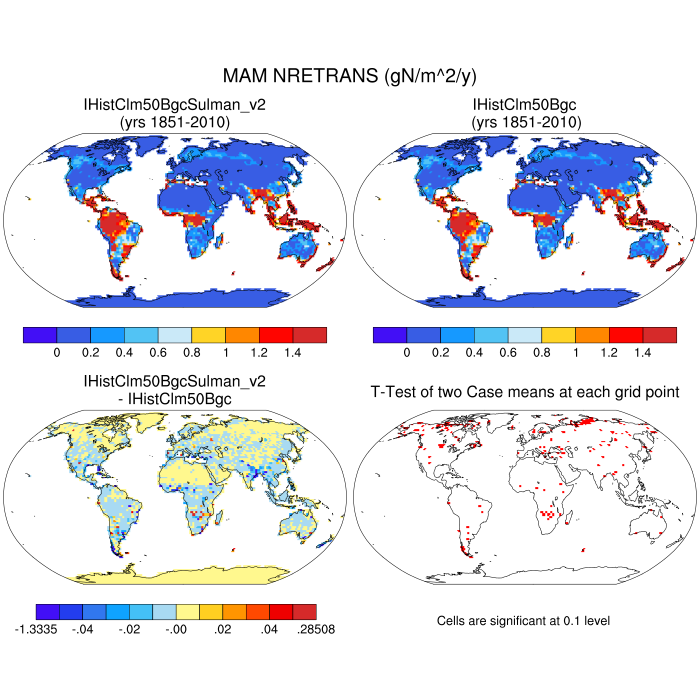 MAM NRETRANS (gN/m^2/y)
IHistClm50BgcSulman_v2
(yrs 1851-2010)
IHistClm50Bgc
(yrs 1851-2010)
0 0.2 0.4 0.6 0.8 1 1.2 1.4
0 0.2 0.4 0.6 0.8 1 1.2 1.4
IHistClm50BgcSulman_v2
- IHistClm50Bgc
T-Test of two Case means at each grid point
-1.3335 -.04 -.02 -.00 .02 .04 .28508
Cells are significant at 0.1 level